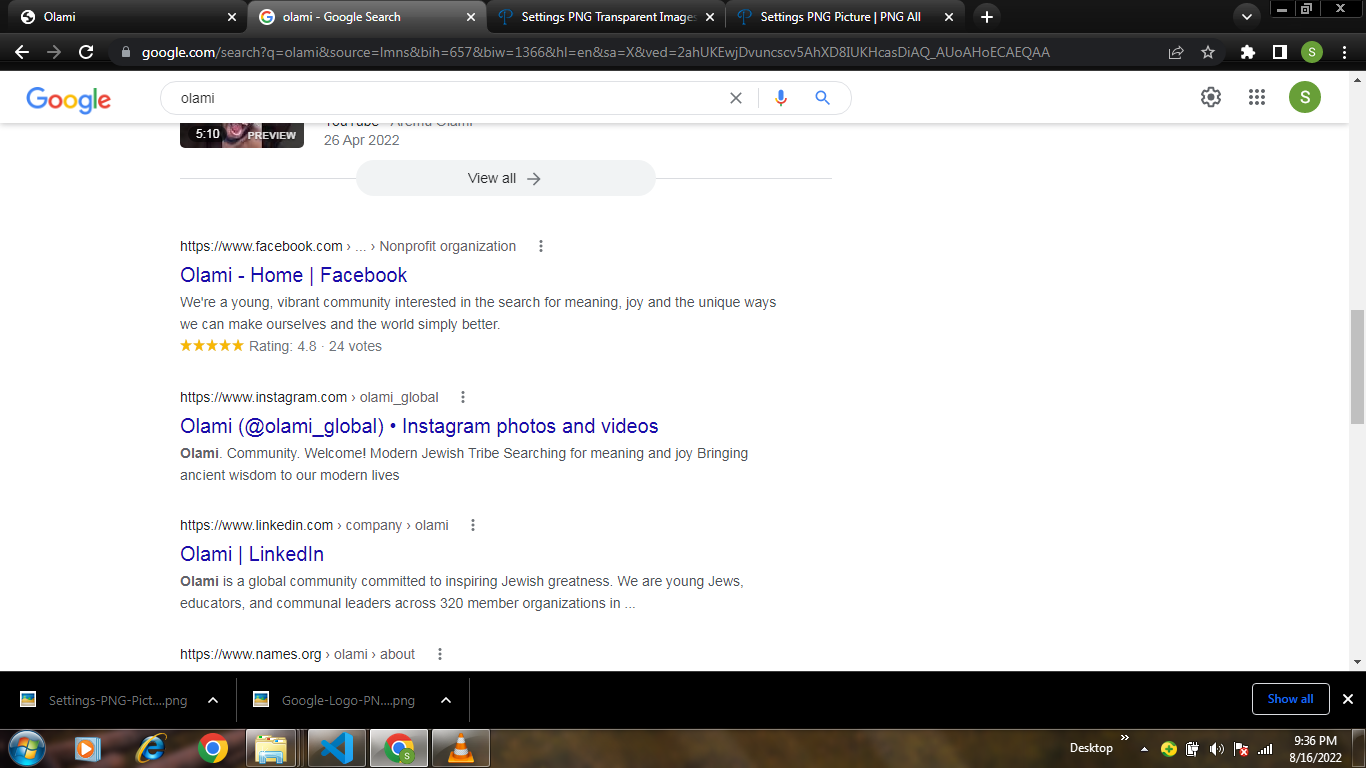 Olami
olami - Google Search
Settings PNG Transparent Images
Settings PNG Picture | PNG All
google.com/search?q=olami&source=lmns&bih=657&biw=1366&hl=en&sa=X&ved=2ahUKEwjDvuncscv5AhXD8IUKHcasDiAQ_AUoAHoECAEQAA
S
Google
olami
S
5:10
PREVIEW
YouTube · Aremu Olami
26 Apr 2022
View all
https://www.facebook.com › ... › Nonprofit organization
Olami - Home | Facebook
We're a young, vibrant community interested in the search for meaning, joy and the unique ways
we can make ourselves and the world simply better.
Rating: 4.8 · 24 votes
https://www.instagram.com › olami_global
Olami (@olami_global) • Instagram photos and videos
Olami. Community. Welcome! Modern Jewish Tribe Searching for meaning and joy Bringing
ancient wisdom to our modern lives
https://www.linkedin.com › company › olami
Olami | LinkedIn
Olami is a global community committed to inspiring Jewish greatness. We are young Jews,
educators, and communal leaders across 320 member organizations in ...
https://www.names.org › olami › about
Settings-PNG-Pict....png
Google-Logo-PN....png
Show all
S
Desktop
9:36 PM
8/16/2022